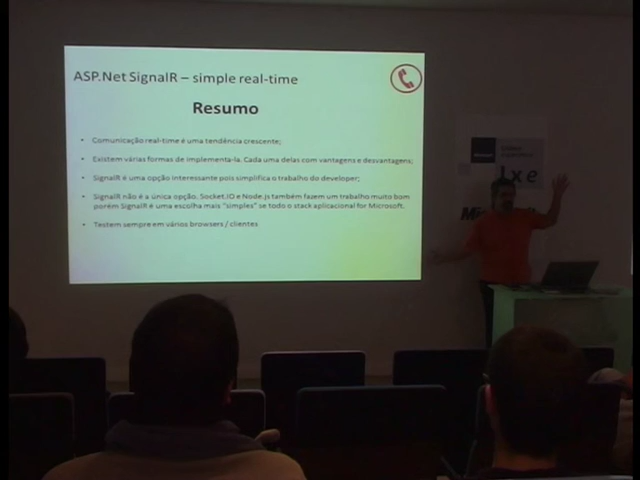 ASP.Net SignalR – simple real-time
Resumo
• Comunicação real-time é uma tendência crescente;
• Existem várias formas de implementa-la. Cada uma delas com vantagens e desvantagens;
• SignalR é uma opção interessante pois simplifica o trabalho do developer;
• SignalR não é a única opção. Socket.IO e Node.js também fazem um trabalho muito bom
porém SignalR é uma escolha mais "simples" se todo o stack aplicacional for Microsoft.
• Testem sempre em vários browsers / clientes